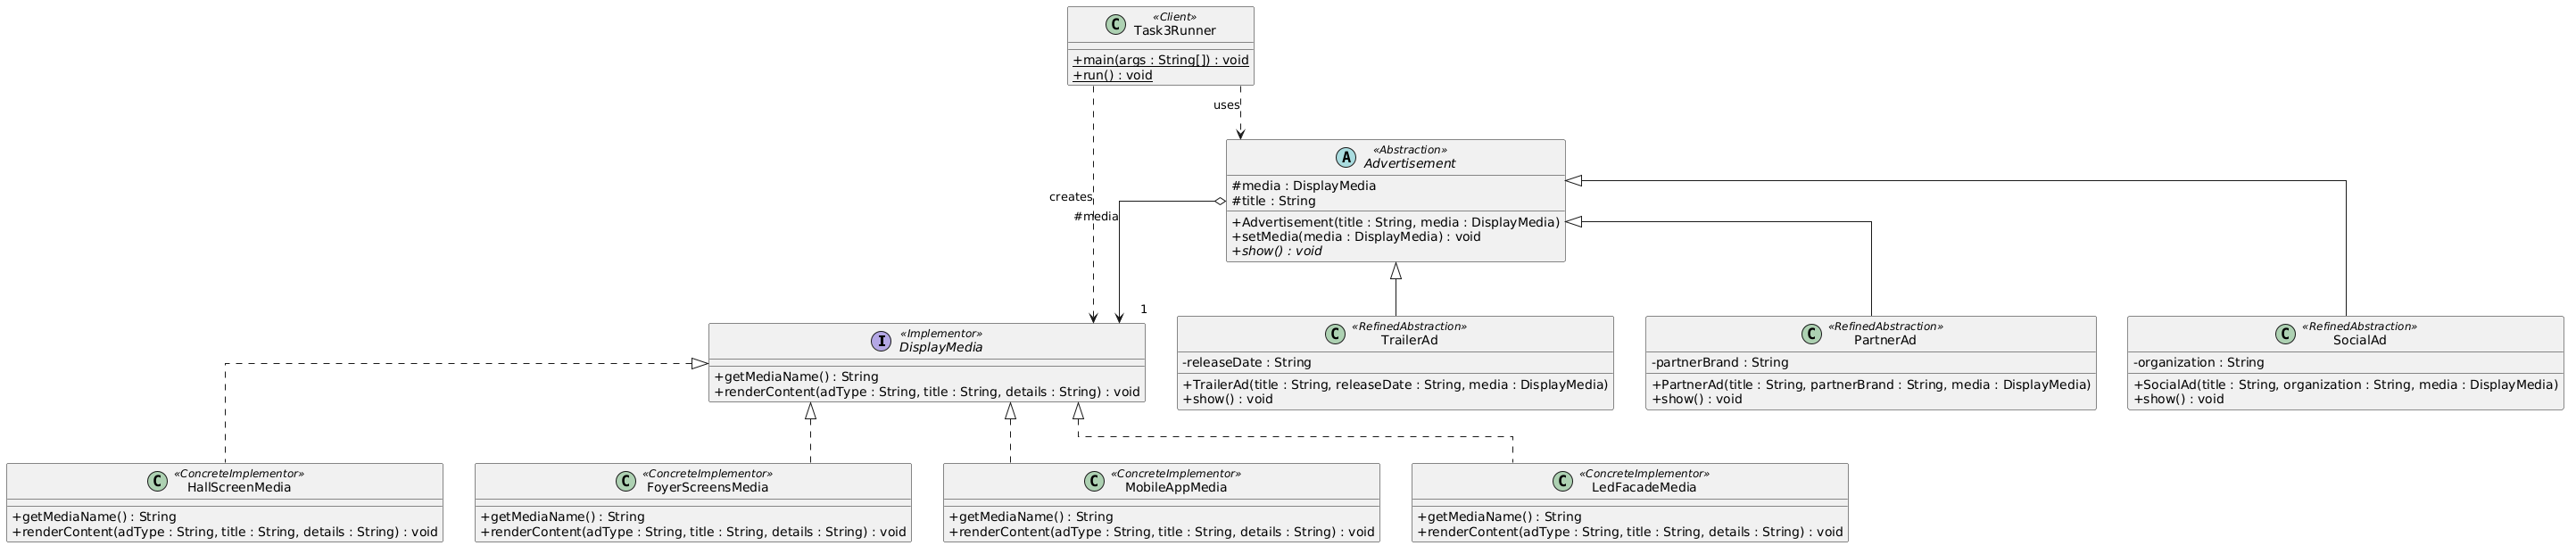 C «Client»
Task3Runner
+main(args : String[]) : void
+run() : void
uses
A «Abstraction»
Advertisement
#media : DisplayMedia
#title : String
+Advertisement(title : String, media : DisplayMedia)
+setMedia(media : DisplayMedia) : void
+show() : void
creates
#media
1
I «Implementor»
DisplayMedia
+getMediaName() : String
+renderContent(adType : String, title : String, details : String) : void
C «RefinedAbstraction»
TrailerAd
-releaseDate : String
+TrailerAd(title : String, releaseDate : String, media : DisplayMedia)
+show() : void
C «RefinedAbstraction»
PartnerAd
-partnerBrand : String
+PartnerAd(title : String, partnerBrand : String, media : DisplayMedia)
+show() : void
C «RefinedAbstraction»
SocialAd
-organization : String
+SocialAd(title : String, organization : String, media : DisplayMedia)
+show() : void
C «ConcreteImplementor»
HallScreenMedia
+getMediaName() : String
+renderContent(adType : String, title : String, details : String) : void
C «ConcreteImplementor»
FoyerScreensMedia
+getMediaName() : String
+renderContent(adType : String, title : String, details : String) : void
C «ConcreteImplementor»
MobileAppMedia
+getMediaName() : String
+renderContent(adType : String, title : String, details : String) : void
C «ConcreteImplementor»
LedFacadeMedia
+getMediaName() : String
+renderContent(adType : String, title : String, details : String) : void